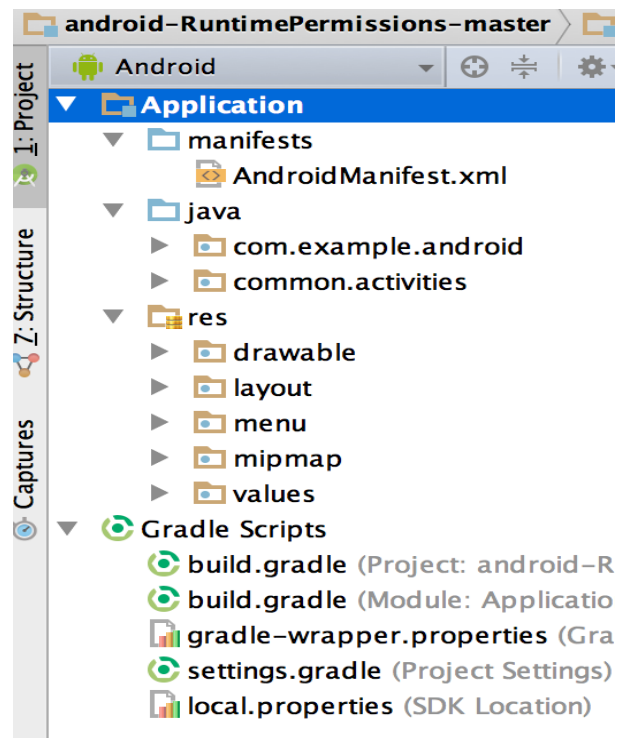 android-RuntimePermissions-master
Android
1: Project
Application
manifests
AndroidManifest.xml
java
com.example.android
common.activities
7: Structure
res
drawable
layout
menu
mipmap
values
Captures
Gradle Scripts
build.gradle (Project: android-R
build.gradle (Module: Applicatio
gradle-wrapper.properties (Gra
settings.gradle (Project Settings)
local.properties (SDK Location)